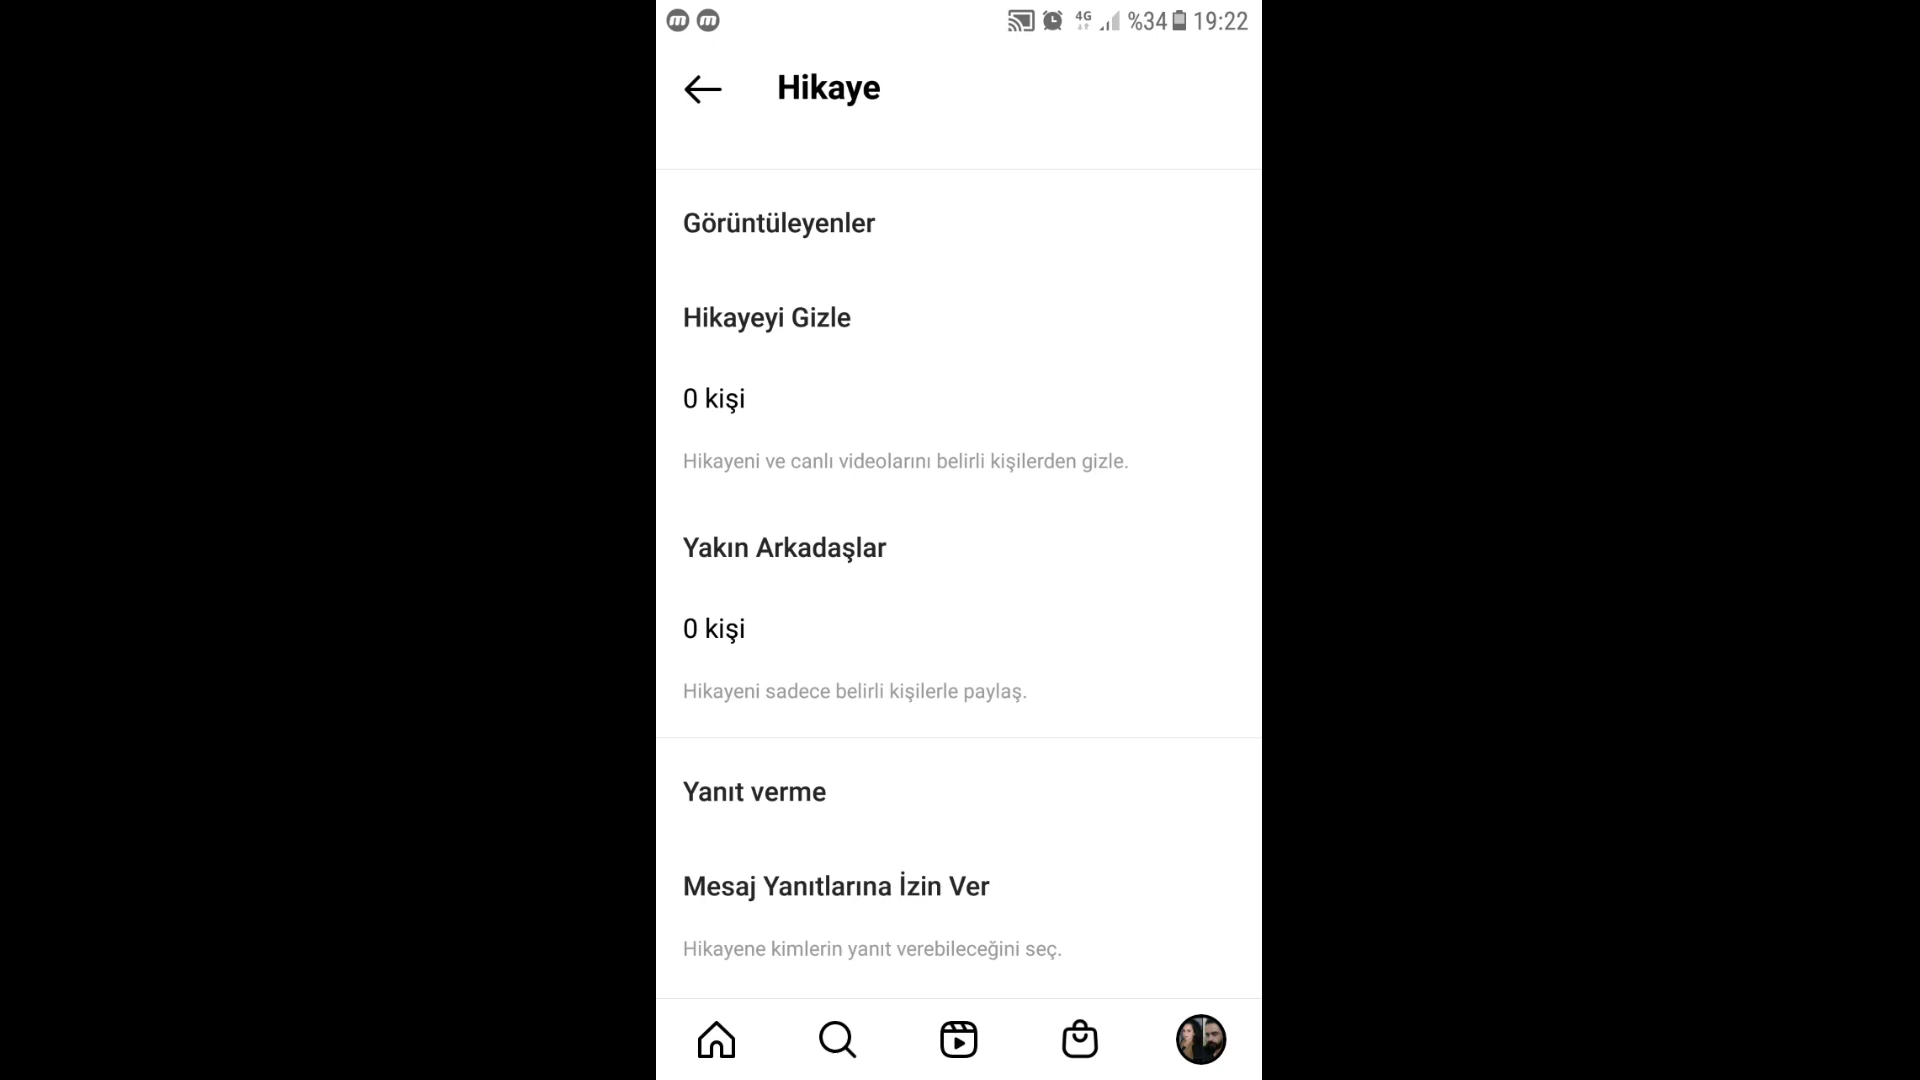 4G %34 19:22
Hikaye
Görüntüleyenler
Hikayeyi Gizle
0 kişi
Hikayeni ve canlı videolarını belirli kişilerden gizle.
Yakın Arkadaşlar
0 kişi
Hikayeni sadece belirli kişilerle paylaş.
Yanıt verme
Mesaj Yanıtlarına İzin Ver
Hikayene kimlerin yanıt verebileceğini seç.